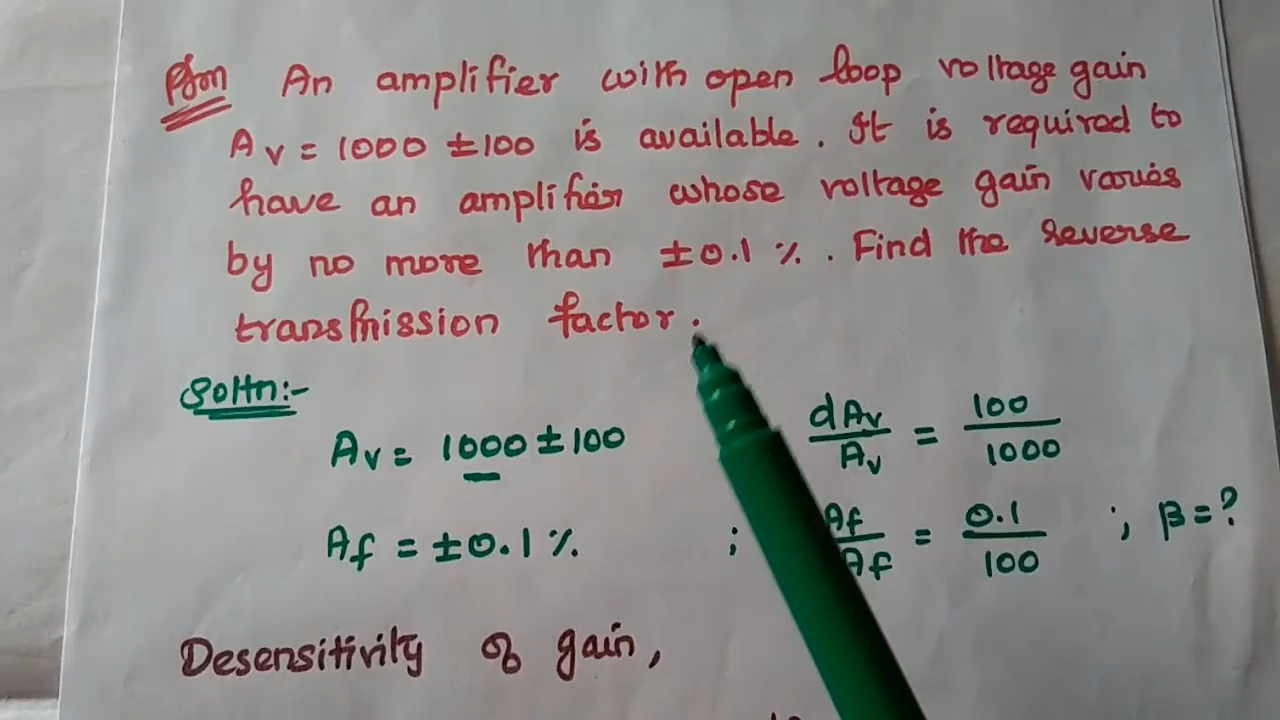 Pbm An amplifier with open loop voltage gain
Av = 1000 ±100 is available. It is required to
have an amplifier whose voltage gain varies
by no more than ±0.1 %. Find the reverse
transmission factor.
Soltn:-
Av = 1000 ±100 dAv/Av = 100/1000
Af = ±0.1 % ; Af/Af = 0.1/100 ; β = ?
Desensitivity of gain,